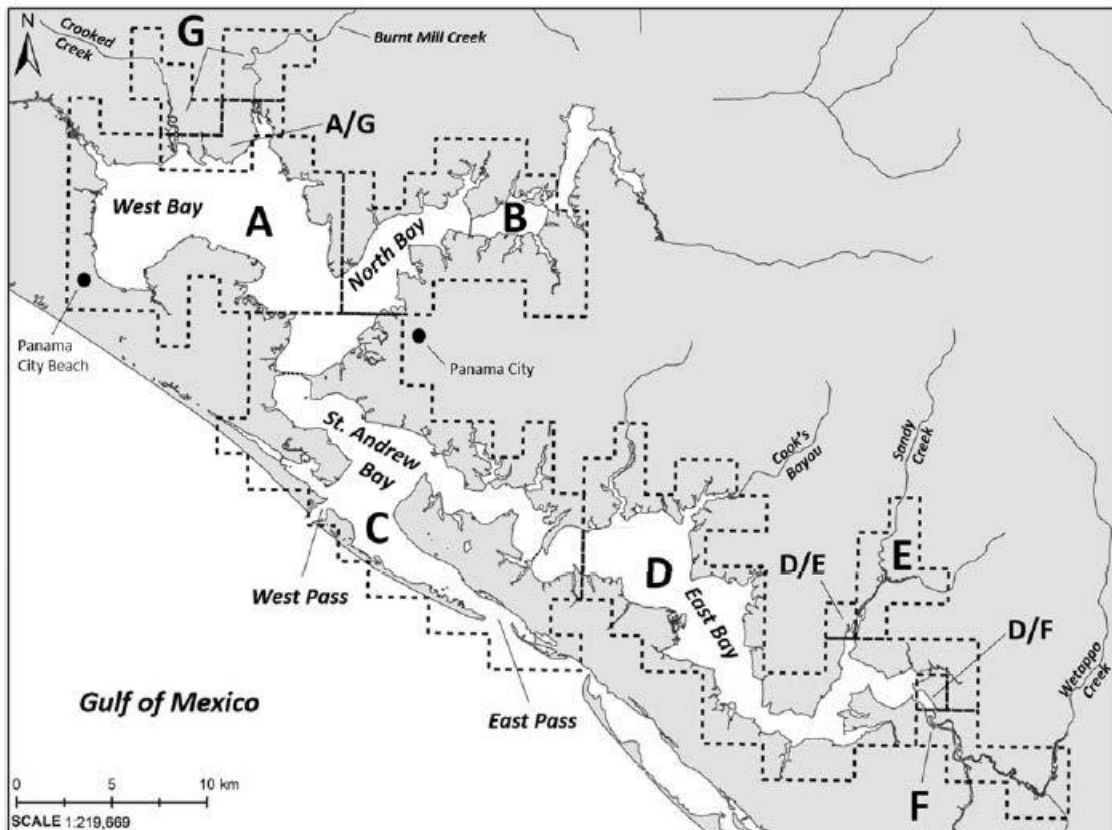 N
Crooked
Creek
G
Burnt Mill Creek
A/G
West Bay
A
B
North Bay
Panama
City Beach
Panama City
St. Andrew
Bay
Cook's
Bayou
Sandy
Creek
C
D
E
D/E
East Bay
West Pass
D/F
Wetappo
Creek
Gulf of Mexico
East Pass
F
0 5 10 km
SCALE 1:219,669